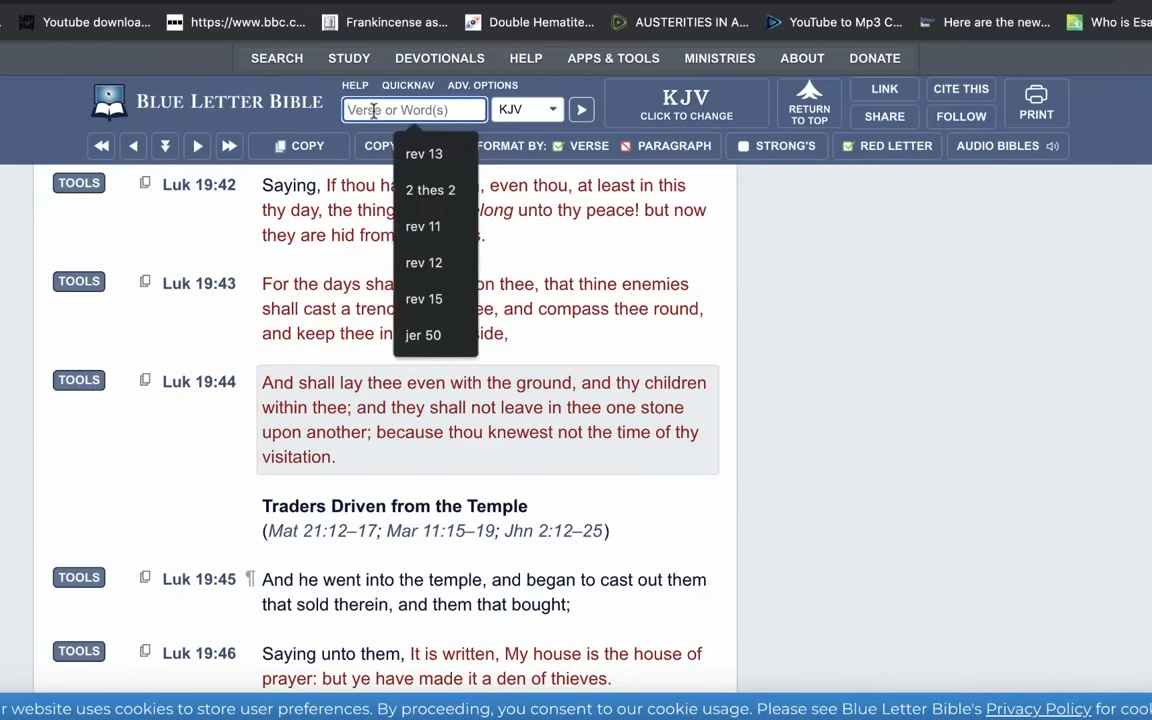 Youtube downloa...
https://www.bbc.c...
Frankincense as...
Double Hematite...
AUSTERITIES IN A...
YouTube to Mp3 C...
Here are the new...
Who is Esa
SEARCH STUDY DEVOTIONALS HELP APPS & TOOLS MINISTRIES ABOUT DONATE
HELP QUICKNAV ADV. OPTIONS
BLUE LETTER BIBLE
Verse or Word(s)
KJV
KJV
CLICK TO CHANGE
RETURN
TO TOP
LINK
CITE THIS
SHARE
FOLLOW
PRINT
COPY
COPY
FORMAT BY: VERSE PARAGRAPH
STRONG'S
RED LETTER
AUDIO BIBLES
rev 13
2 thes 2
rev 11
rev 12
rev 15
jer 50
TOOLS Luk 19:42 Saying, If thou ha , even thou, at least in this
thy day, the thing elong unto thy peace! but now
they are hid from s.
TOOLS Luk 19:43 For the days sha on thee, that thine enemies
shall cast a trenc ee, and compass thee round,
and keep thee in side,
TOOLS Luk 19:44 And shall lay thee even with the ground, and thy children
within thee; and they shall not leave in thee one stone
upon another; because thou knewest not the time of thy
visitation.
Traders Driven from the Temple
(Mat 21:12–17; Mar 11:15–19; Jhn 2:12–25)
TOOLS Luk 19:45 ¶ And he went into the temple, and began to cast out them
that sold therein, and them that bought;
TOOLS Luk 19:46 Saying unto them, It is written, My house is the house of
prayer: but ye have made it a den of thieves.
r website uses cookies to store user preferences. By proceeding, you consent to our cookie usage. Please see Blue Letter Bible's Privacy Policy for cook